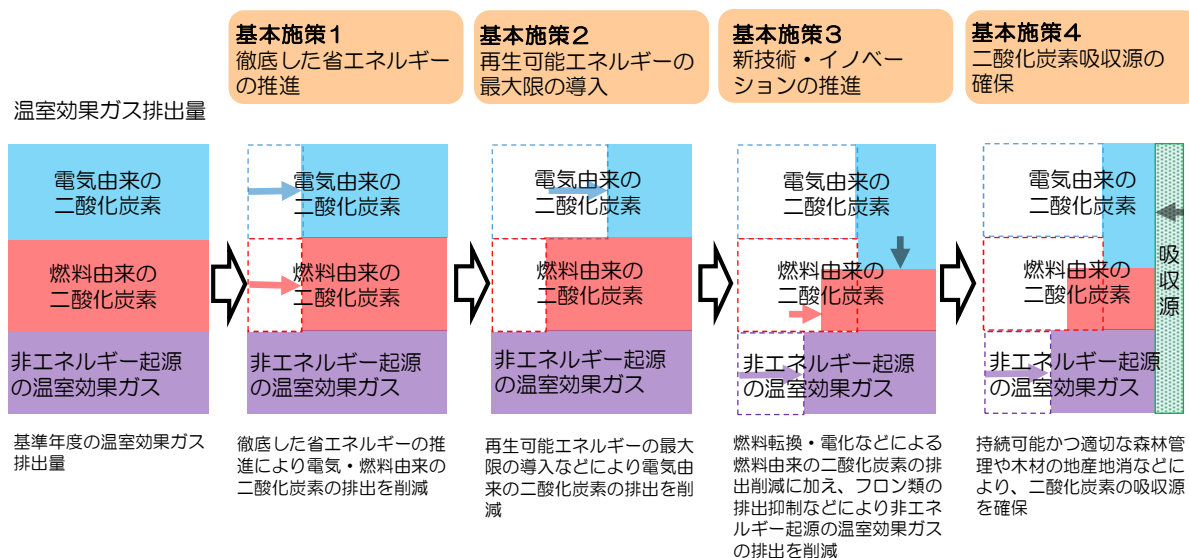 基本施策1
徹底した省エネルギー
の推進
基本施策2
再生可能エネルギーの
最大限の導入
基本施策3
新技術・イノベー
ションの推進
基本施策4
二酸化炭素吸収源の
確保
温室効果ガス排出量
電気由来の
二酸化炭素
燃料由来の
二酸化炭素
非エネルギー起源
の温室効果ガス
基準年度の温室効果ガス
排出量
電気由来の
二酸化炭素
燃料由来の
二酸化炭素
非エネルギー起源
の温室効果ガス
徹底した省エネルギーの推
進により電気・燃料由来の
二酸化炭素の排出を削減
電気由来の
二酸化炭素
燃料由来の
二酸化炭素
非エネルギー起源
の温室効果ガス
再生可能エネルギーの最大
限の導入などにより電気由
来の二酸化炭素の排出を削
減
電気由来の
二酸化炭素
燃料由来の
二酸化炭素
非エネルギー起源
の温室効果ガス
燃料転換・電化などによる
燃料由来の二酸化炭素の排
出削減に加え、フロン類の
排出抑制などにより非エネ
ルギー起源の温室効果ガス
の排出を削減
電気由来の
二酸化炭素
燃料由来の
二酸化炭素
非エネルギー起源
の温室効果ガス
吸収源
持続可能かつ適切な森林管
理や木材の地産地消などに
より、二酸化炭素の吸収源
を確保